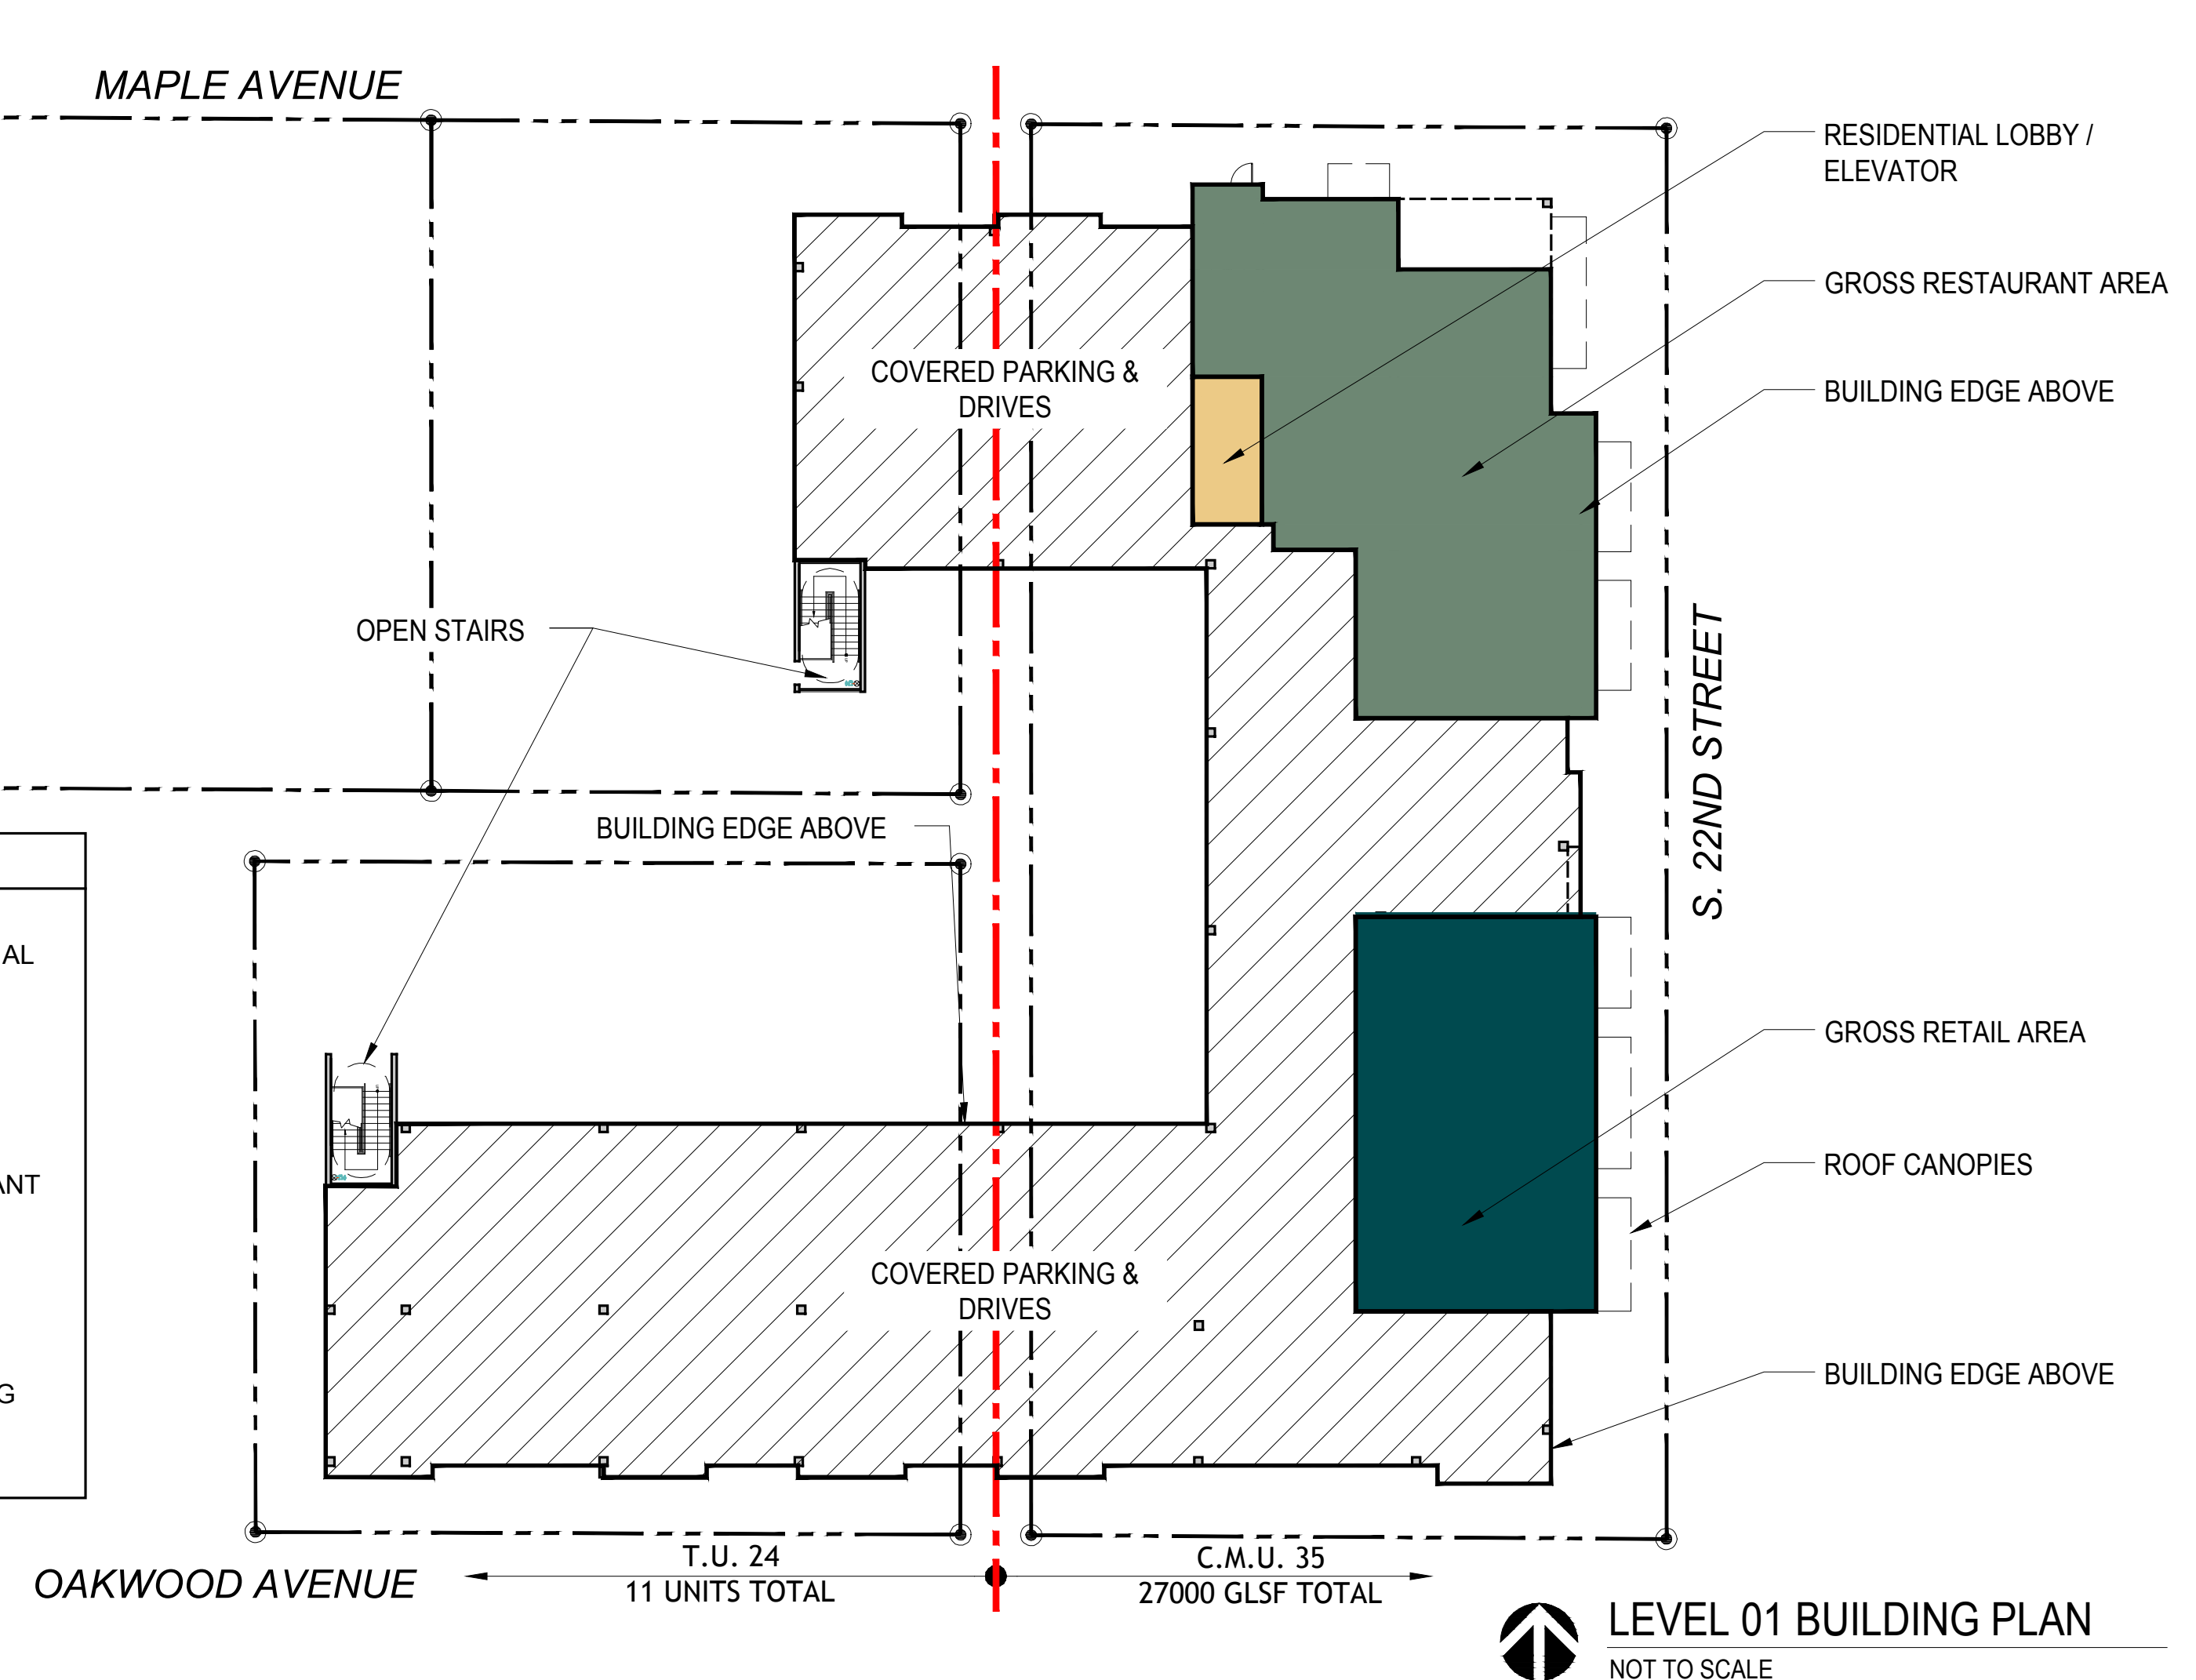 MAPLE AVENUE
RESIDENTIAL LOBBY /
ELEVATOR
GROSS RESTAURANT AREA
COVERED PARKING &
DRIVES
BUILDING EDGE ABOVE
OPEN STAIRS
S. 22ND STREET
BUILDING EDGE ABOVE
AL
GROSS RETAIL AREA
ANT
ROOF CANOPIES
COVERED PARKING &
DRIVES
BUILDING EDGE ABOVE
G
OAKWOOD AVENUE
T.U. 24
11 UNITS TOTAL
C.M.U. 35
27000 GLSF TOTAL
LEVEL 01 BUILDING PLAN
NOT TO SCALE